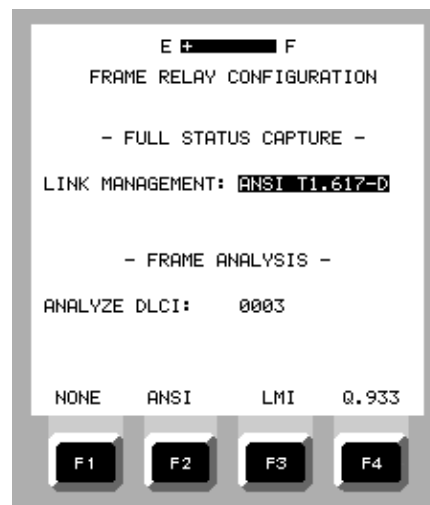 E + F
FRAME RELAY CONFIGURATION
- FULL STATUS CAPTURE -
LINK MANAGEMENT: ANSI T1.617-D
- FRAME ANALYSIS -
ANALYZE DLCI: 0003
NONE ANSI LMI Q.933
F1 F2 F3 F4